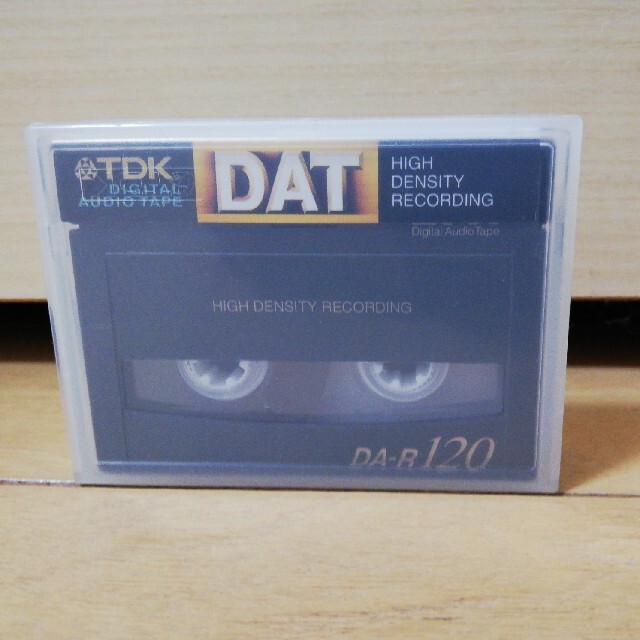 TDK
DIGITAL
AUDIO TAPE
DAT
HIGH
DENSITY
RECORDING
Digital Audio Tape
HIGH DENSITY RECORDING
DA-R120